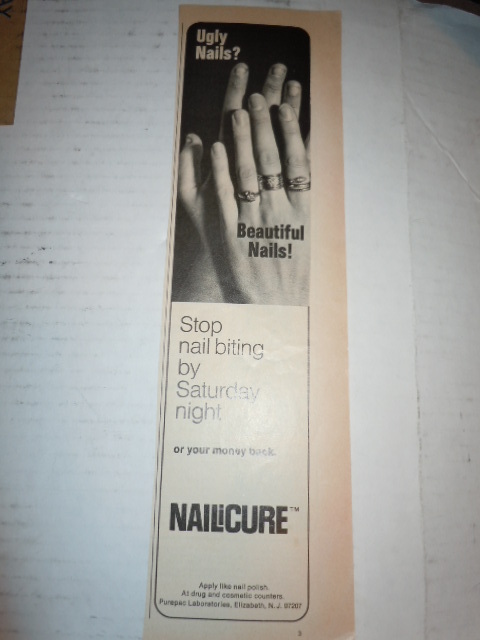 Ugly
Nails?
Beautiful
Nails!
Stop
nail biting
by
Saturday
night
or your money back.
NAILiCURE™
Apply like nail polish.
At drug and cosmetic counters.
Purepac Laboratories, Elizabeth, N.J. 07207
3